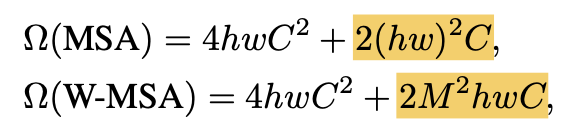 Ω(MSA) = 4hwC² + 2(hw)²C,
Ω(W-MSA) = 4hwC² + 2M²hwC,